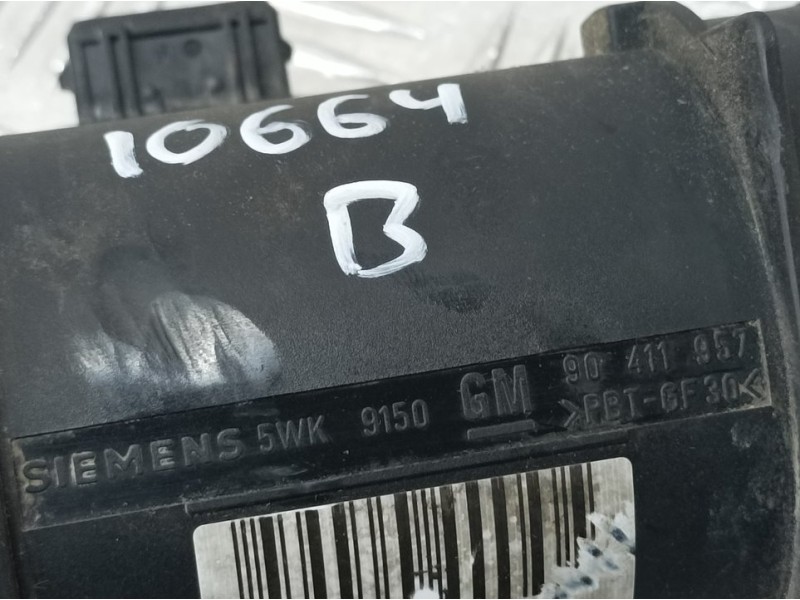 10664
B
SIEMENS 5WK 9150 GM 90 411 957
>PBT-GF30<